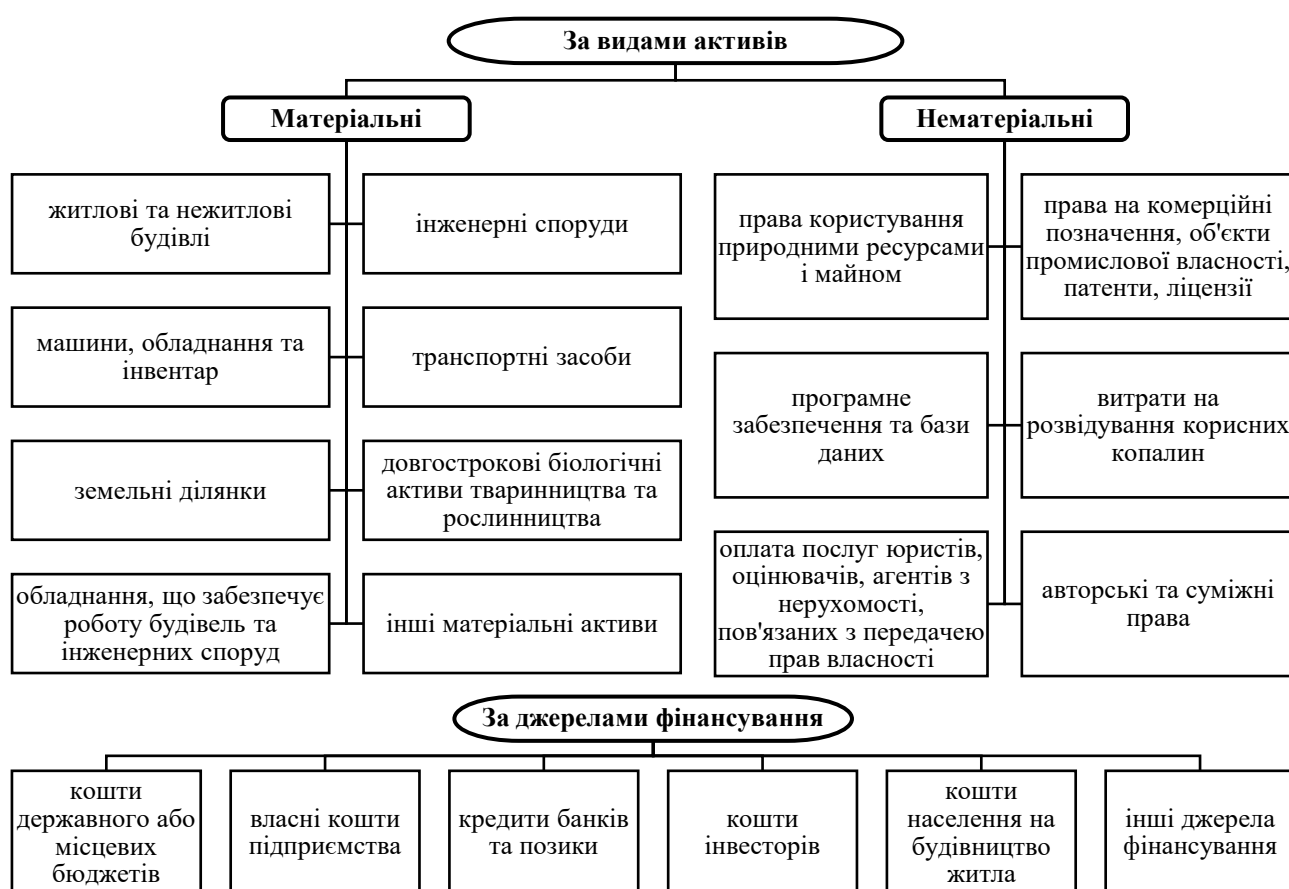 За видами активів
Матеріальні
Нематеріальні
житлові та нежитлові
будівлі
інженерні споруди
права користування
природними ресурсами
і майном
права на комерційні
позначення, об'єкти
промислової власності,
патенти, ліцензії
машини, обладнання та
інвентар
транспортні засоби
програмне
забезпечення та бази
даних
витрати на
розвідування корисних
копалин
земельні ділянки
довгострокові біологічні
активи тваринництва та
рослинництва
обладнання, що забезпечує
роботу будівель та
інженерних споруд
інші матеріальні активи
оплата послуг юристів,
оцінювачів, агентів з
нерухомості,
пов'язаних з передачею
прав власності
авторські та суміжні
права
За джерелами фінансування
кошти
державного або
місцевих
бюджетів
власні кошти
підприємства
кредити банків
та позики
кошти
інвесторів
кошти
населення на
будівництво
житла
інші джерела
фінансування